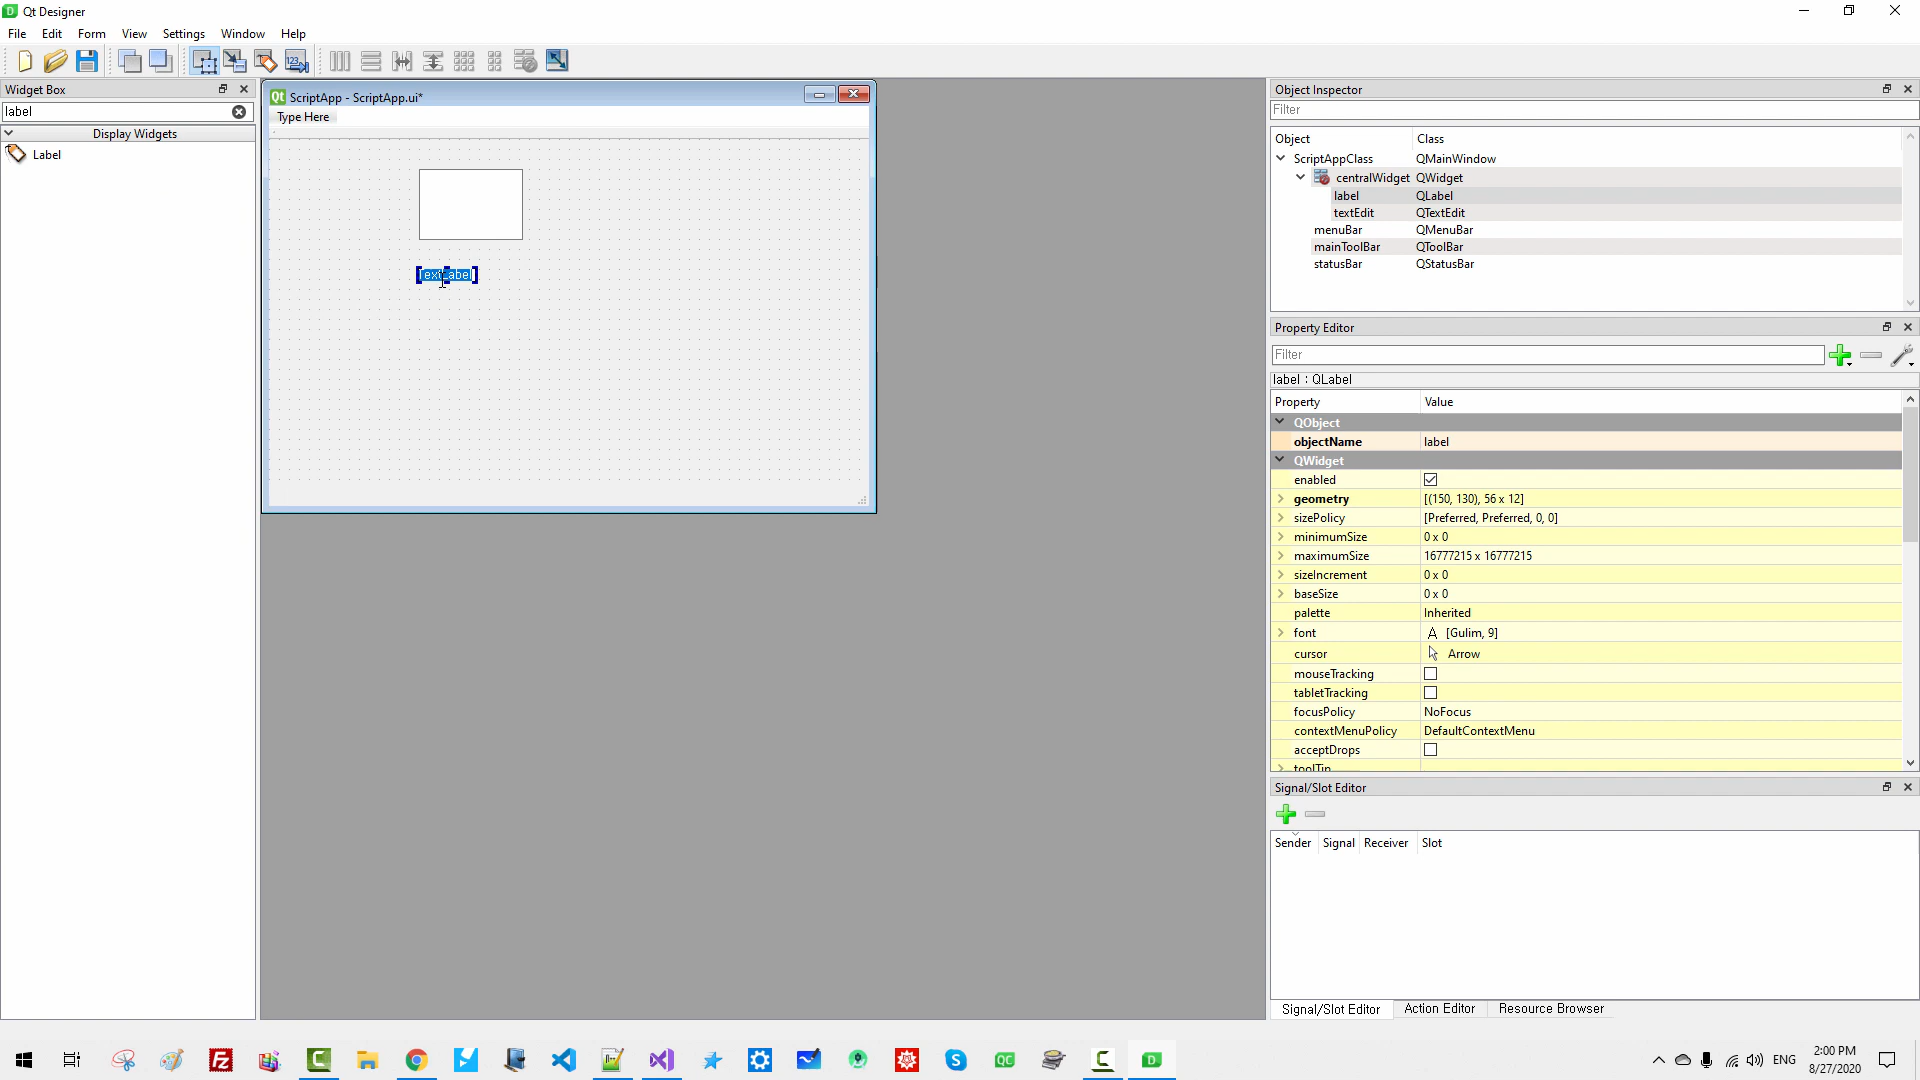 Qt Designer
File Edit Form View Settings Window Help
Widget Box
label
Display Widgets
Label
ScriptApp - ScriptApp.ui*
Type Here
TextLabel
Object Inspector
Filter
Object Class
ScriptAppClass QMainWindow
centralWidget QWidget
label QLabel
textEdit QTextEdit
menuBar QMenuBar
mainToolBar QToolBar
statusBar QStatusBar
Property Editor
Filter
label : QLabel
Property Value
QObject
objectName label
QWidget
enabled
geometry [(150, 130), 56 x 12]
sizePolicy [Preferred, Preferred, 0, 0]
minimumSize 0 x 0
maximumSize 16777215 x 16777215
sizeIncrement 0 x 0
baseSize 0 x 0
palette Inherited
font A [Gulim, 9]
cursor Arrow
mouseTracking
tabletTracking
focusPolicy NoFocus
contextMenuPolicy DefaultContextMenu
acceptDrops
toolTip
Signal/Slot Editor
Sender Signal Receiver Slot
Signal/Slot Editor Action Editor Resource Browser
ENG
2:00 PM
8/27/2020